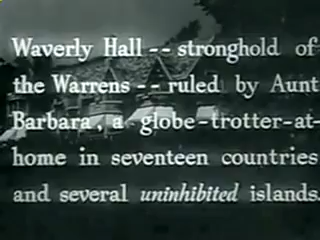 Waverly Hall -- stronghold of
the Warrens -- ruled by Aunt
Barbara, a globe-trotter-at-
home in seventeen countries
and several uninhibited islands.